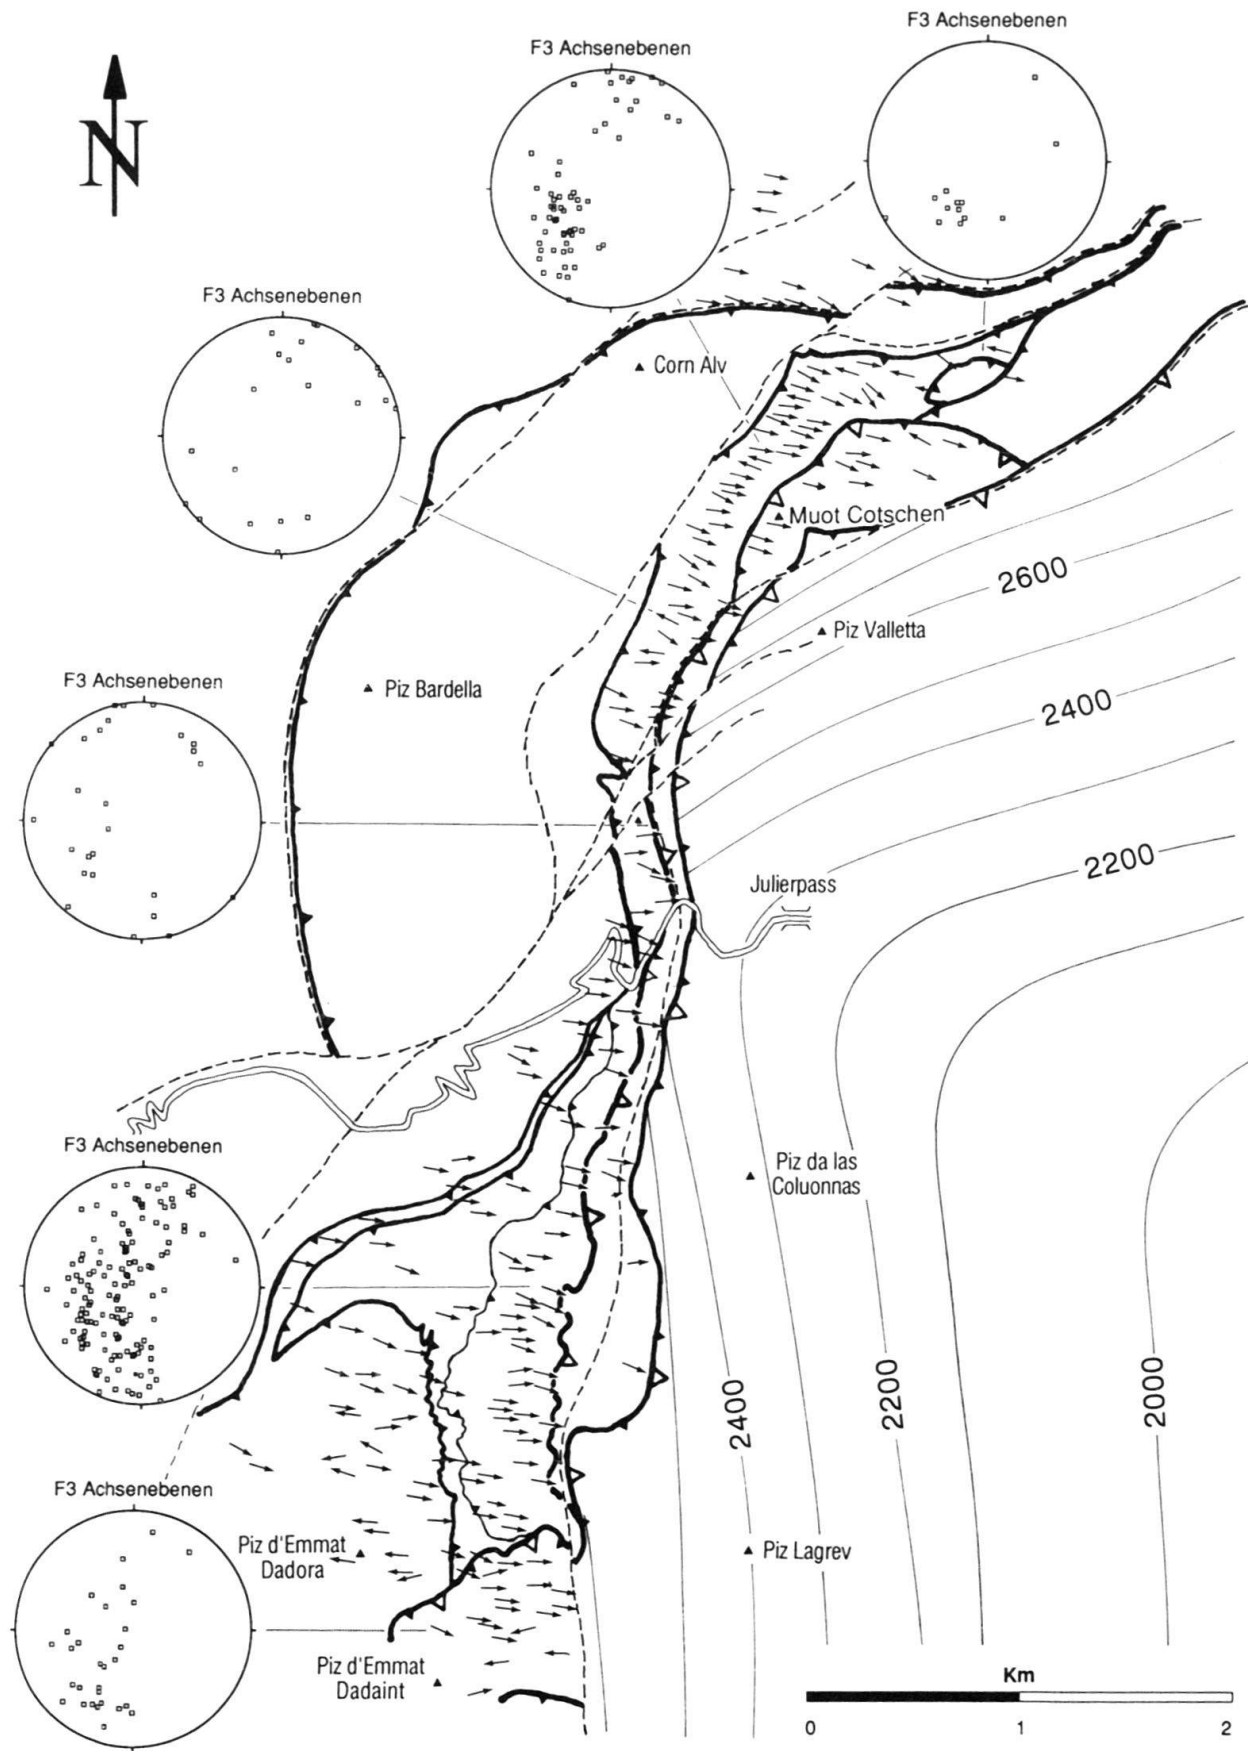 F3 Achsenebenen
F3 Achsenebenen
N
F3 Achsenebenen
Corn Alv
Muot Cotschen
2600
Piz Valletta
F3 Achsenebenen
Piz Bardella
2400
2200
Julierpass
F3 Achsenebenen
Piz da las
Coluonnas
2400
2200
2000
F3 Achsenebenen
Piz d'Emmat
Dadora
Piz Lagrev
Piz d'Emmat
Dadaint
Km
0 1 2